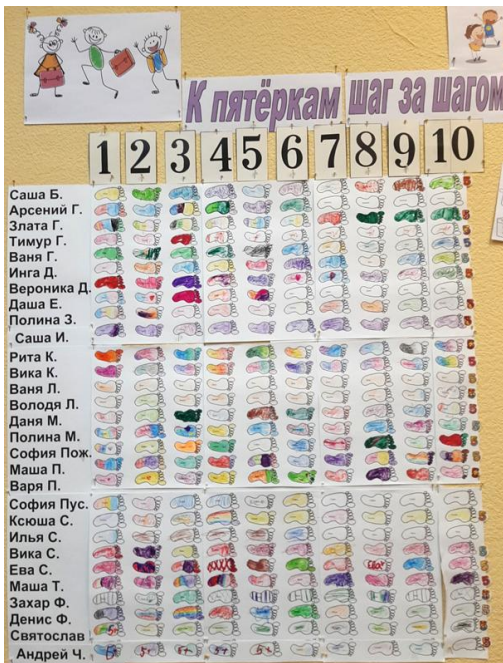 К пятёркам шаг за шагом
1 2 3 4 5 6 7 8 9 10
Саша Б.
Арсений Г.
Злата Г.
Тимур Г.
Ваня Г.
Инга Д.
Вероника Д.
Даша Е.
Полина З.
Саша И.
Рита К.
Вика К.
Ваня Л.
Володя Л.
Даня М.
Полина М.
София Пож.
Маша П.
Варя П.
София Пус.
Ксюша С.
Илья С.
Вика С.
Ева С.
Маша Т.
Захар Ф.
Денис Ф.
Святослав
Андрей Ч.